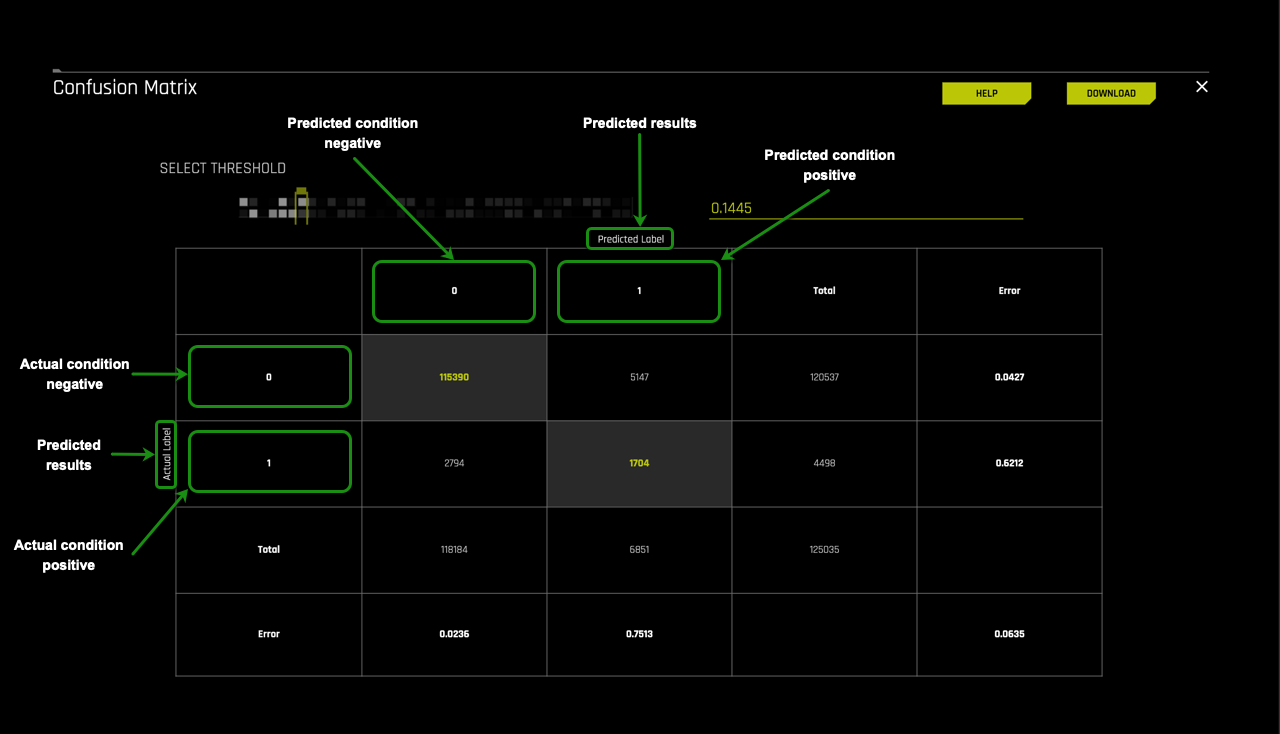 Confusion Matrix
HELP
DOWNLOAD
Predicted condition
negative
Predicted results
Predicted condition
positive
SELECT THRESHOLD
0.1445
Predicted Label
0
1
Total
Error
Actual condition
negative
0
115390
5147
120537
0.0427
Predicted
results
Actual Label
1
2794
1704
4498
0.6212
Actual condition
positive
Total
118184
6851
125035
Error
0.0236
0.7513
0.0635